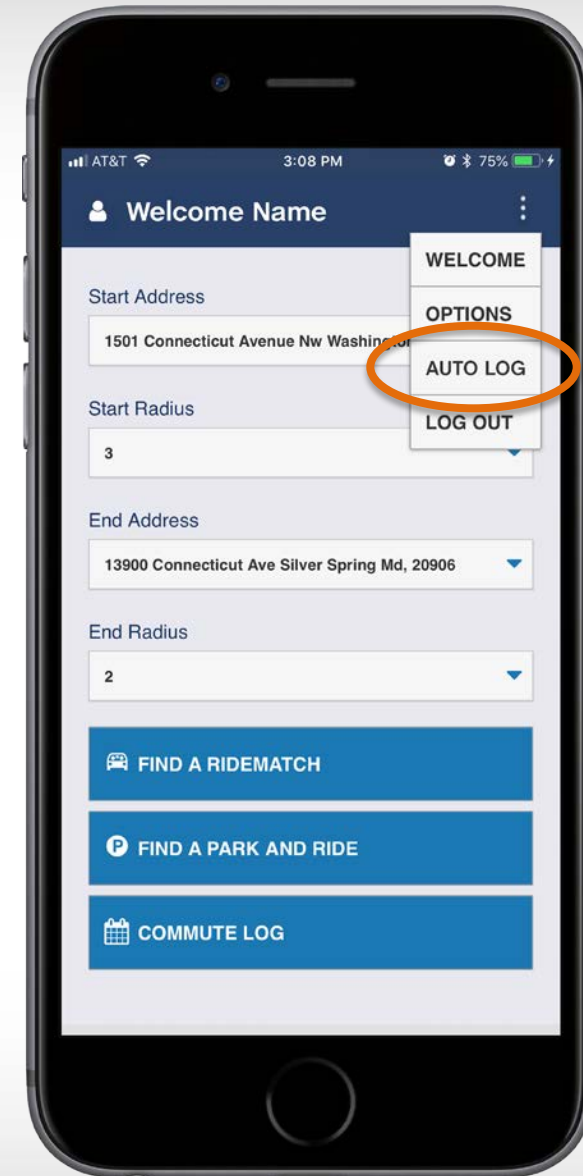 AT&T 3:08 PM 75%
Welcome Name
WELCOME
OPTIONS
AUTO LOG
LOG OUT
Start Address
1501 Connecticut Avenue Nw Washington
Start Radius
3
End Address
13900 Connecticut Ave Silver Spring Md, 20906
End Radius
2
FIND A RIDEMATCH
P FIND A PARK AND RIDE
COMMUTE LOG